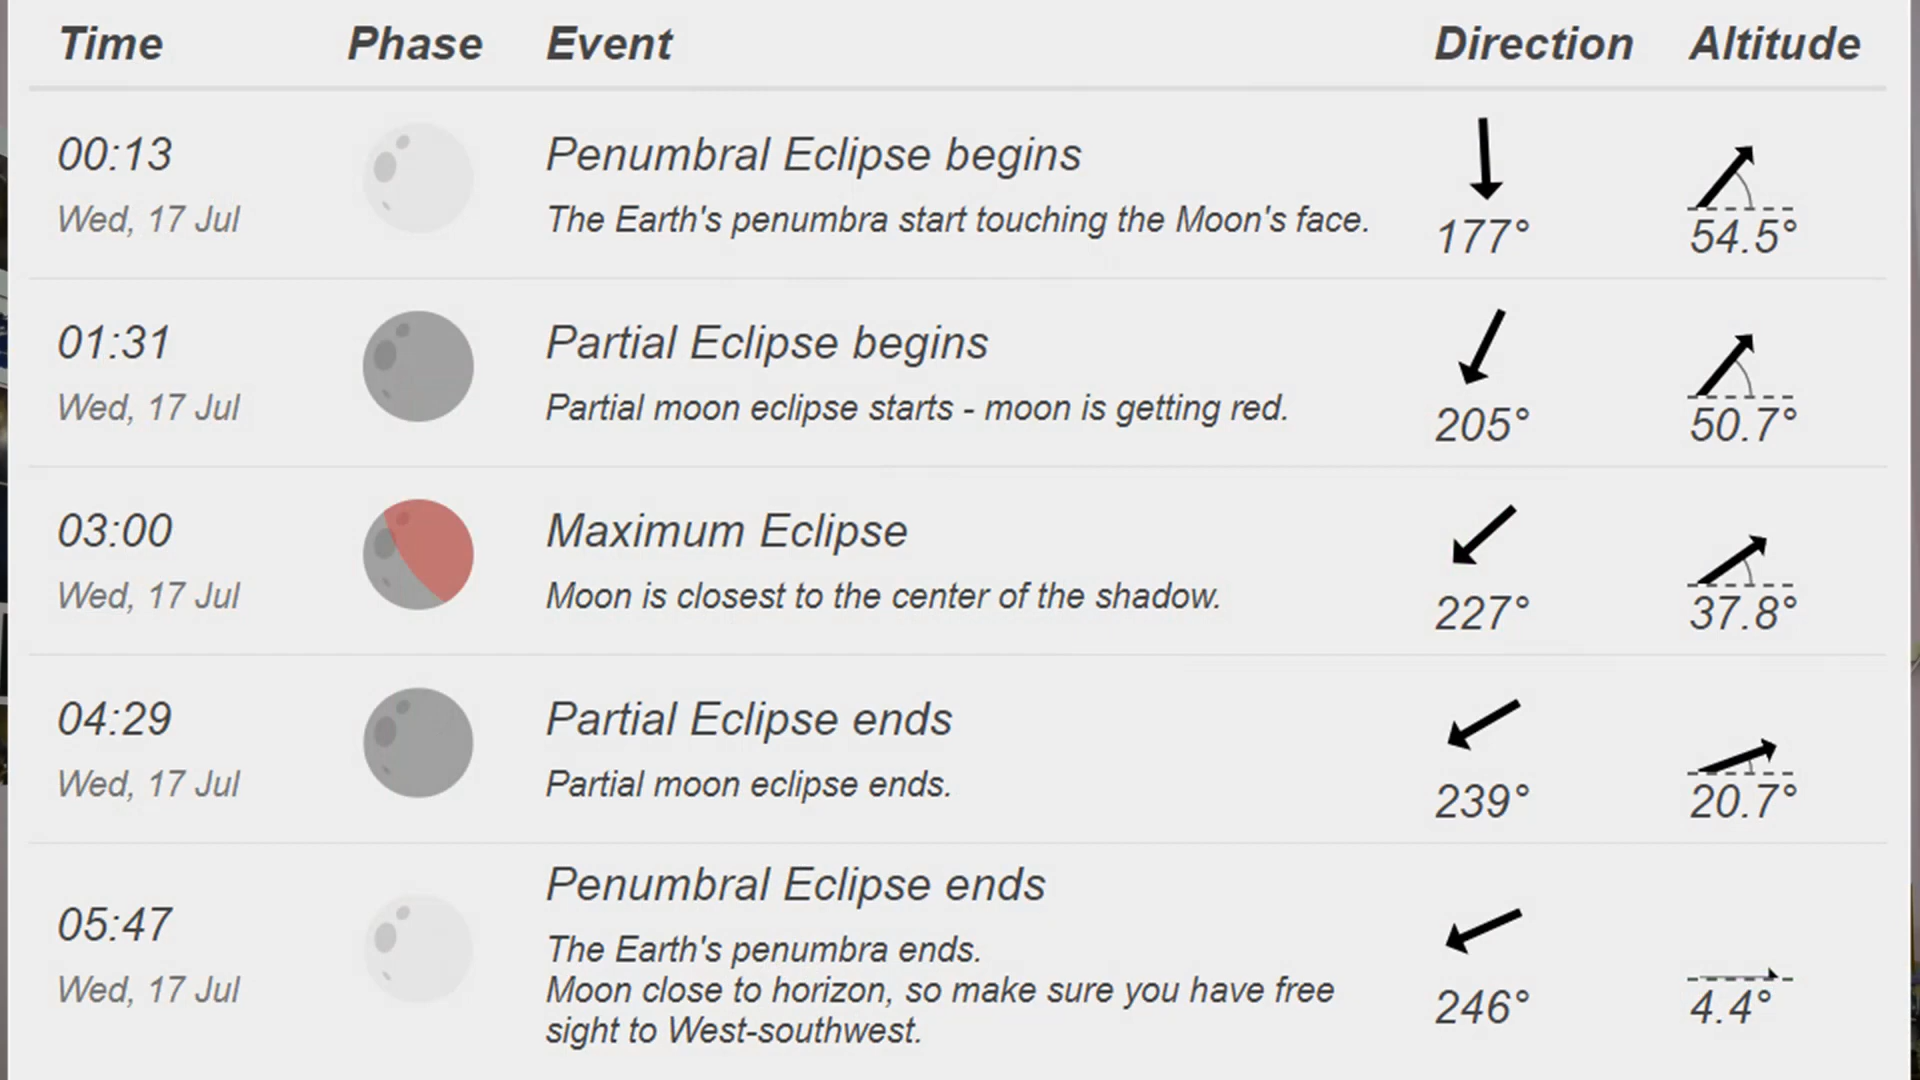 Time Phase Event Direction Altitude
00:13 Penumbral Eclipse begins
Wed, 17 Jul The Earth's penumbra start touching the Moon's face. 177° 54.5°
01:31 Partial Eclipse begins
Wed, 17 Jul Partial moon eclipse starts - moon is getting red. 205° 50.7°
03:00 Maximum Eclipse
Wed, 17 Jul Moon is closest to the center of the shadow. 227° 37.8°
04:29 Partial Eclipse ends
Wed, 17 Jul Partial moon eclipse ends. 239° 20.7°
Penumbral Eclipse ends
05:47 The Earth's penumbra ends.
Wed, 17 Jul Moon close to horizon, so make sure you have free 246° 4.4°
sight to West-southwest.